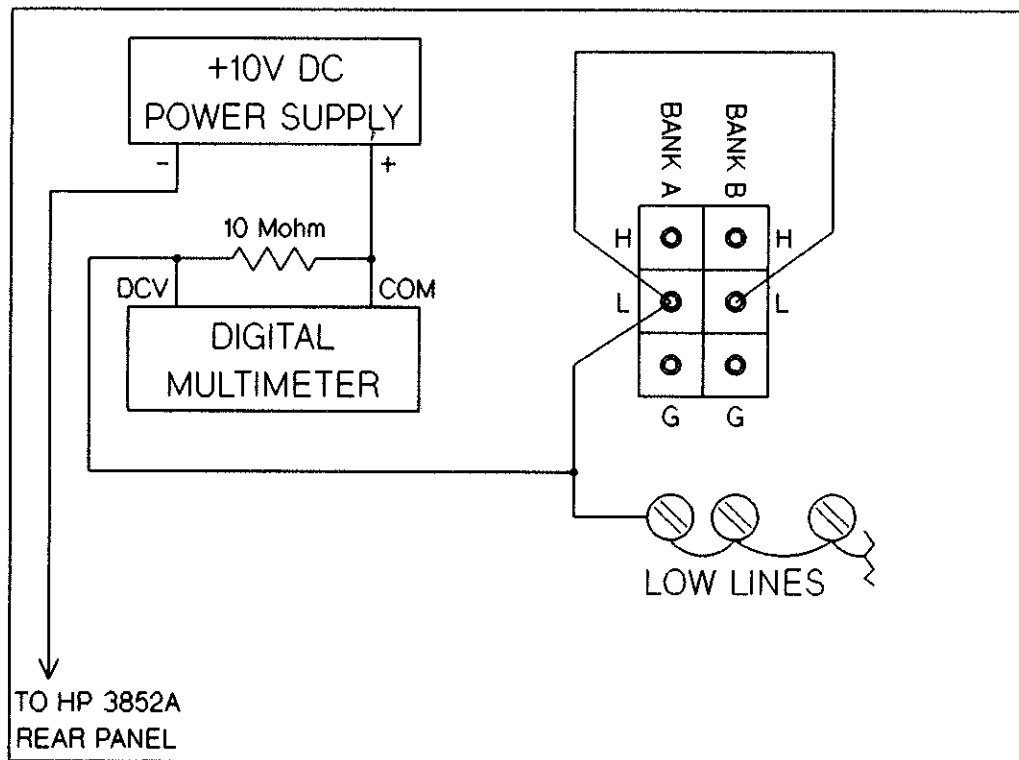 +10V DC
POWER SUPPLY
-
+
10 Mohm
DCV
COM
DIGITAL
MULTIMETER
BANK A
BANK B
H
H
L
L
G
G
LOW LINES
TO HP 3852A
REAR PANEL